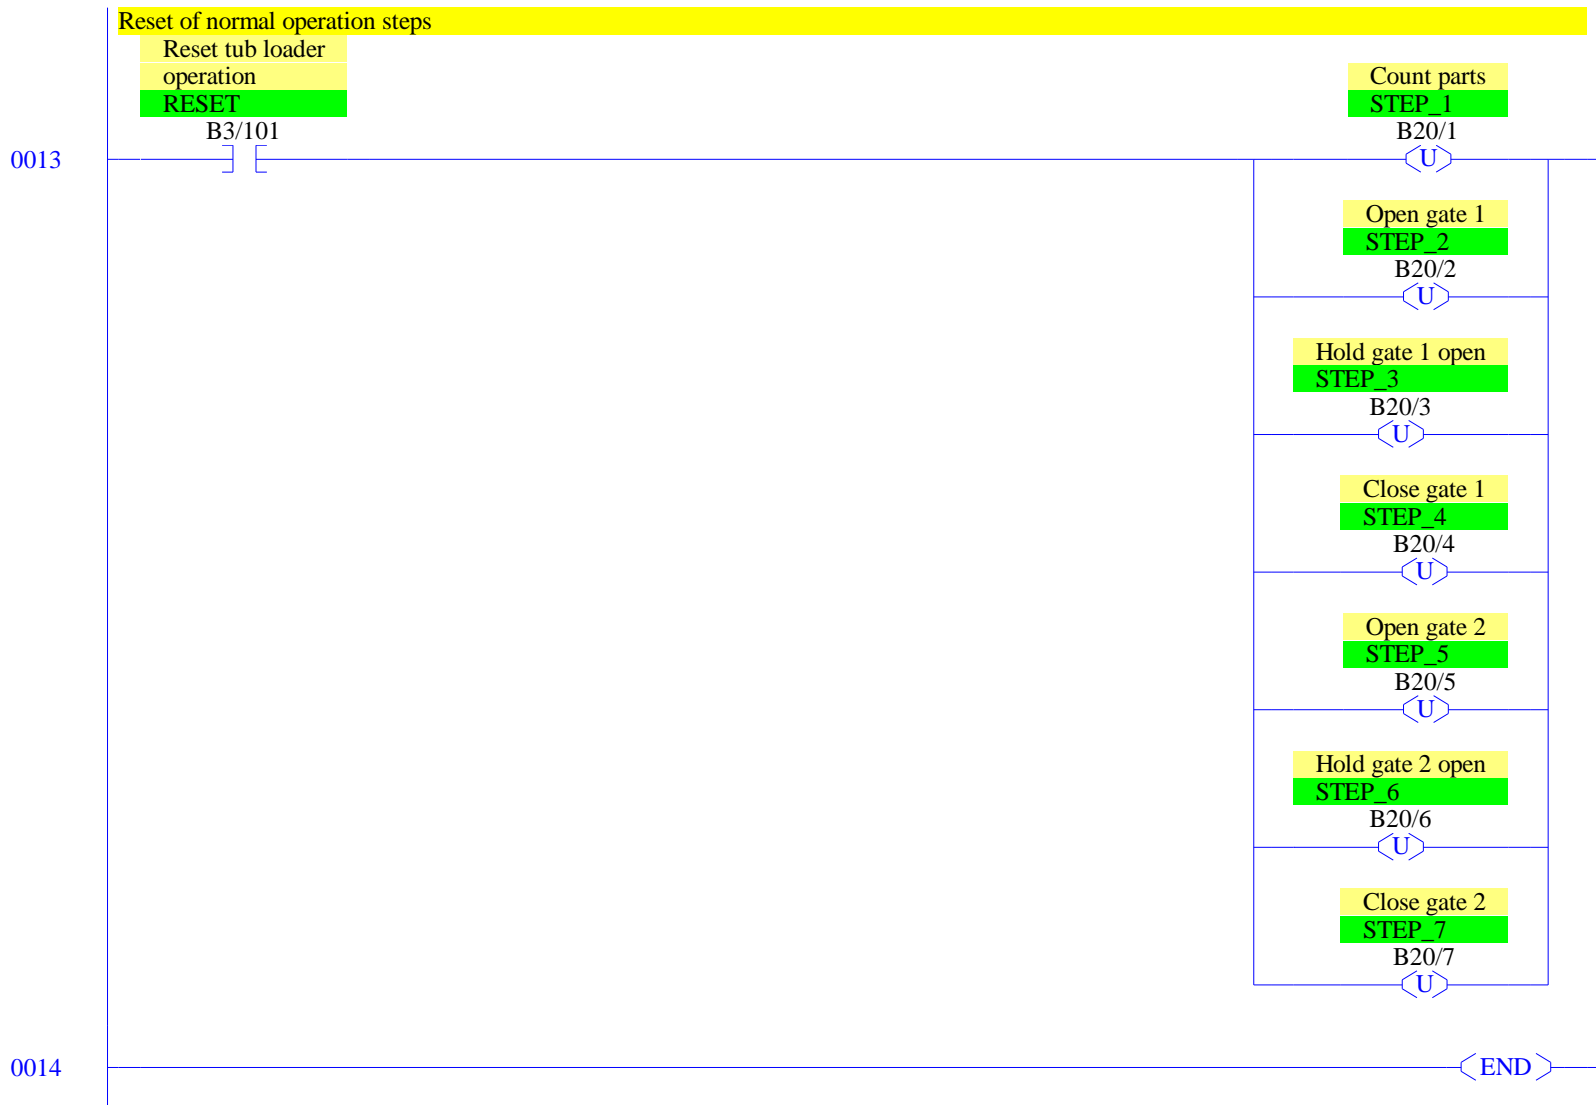 Reset of normal operation steps
Reset tub loader
operation
RESET
B3/101
0013
Count parts
STEP_1
B20/1
U
Open gate 1
STEP_2
B20/2
U
Hold gate 1 open
STEP_3
B20/3
U
Close gate 1
STEP_4
B20/4
U
Open gate 2
STEP_5
B20/5
U
Hold gate 2 open
STEP_6
B20/6
U
Close gate 2
STEP_7
B20/7
U
0014
END